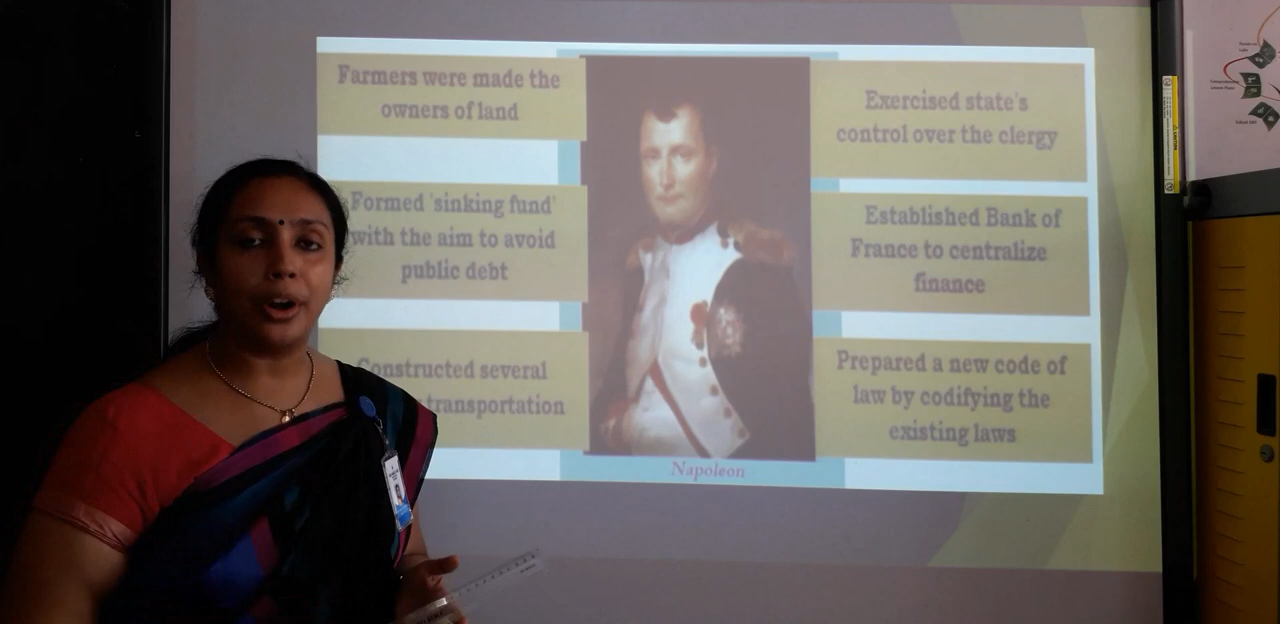 Farmers were made the
owners of land
Formed 'sinking fund'
with the aim to avoid
public debt
Constructed several
transportation
Napoleon
Exercised state's
control over the clergy
Established Bank of
France to centralize
finance
Prepared a new code of
law by codifying the
existing laws